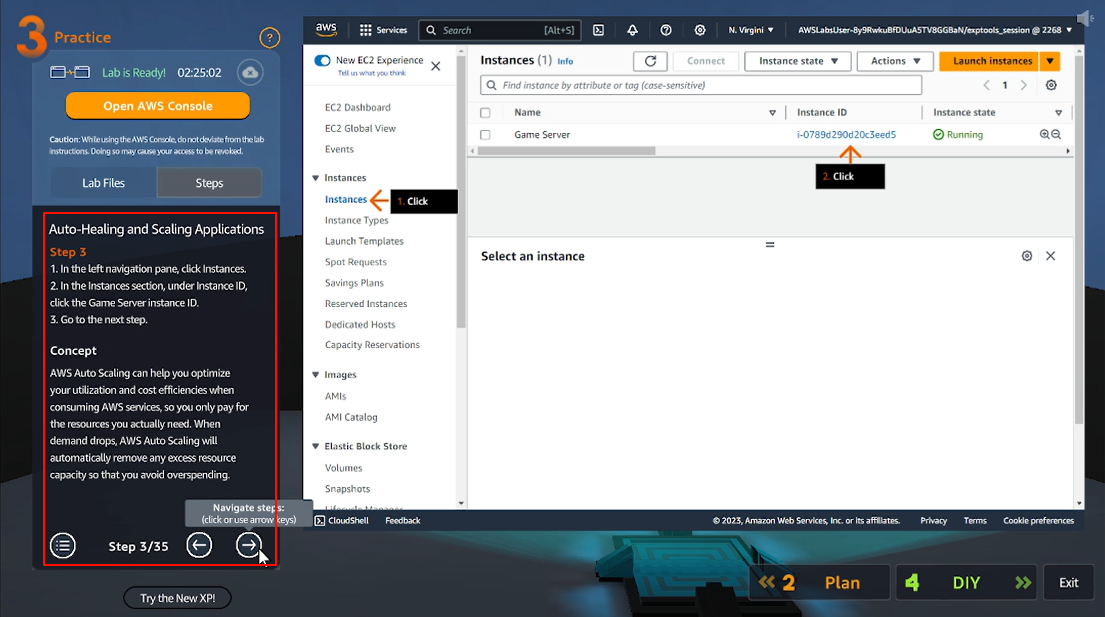 3 Practice
?
Lab is Ready! 02:25:02
Open AWS Console
Caution: While using the AWS Console, do not deviate from the lab
instructions. Doing so may cause your access to be revoked.
Lab Files
Steps
Auto-Healing and Scaling Applications
Step 3
1. In the left navigation pane, click Instances.
2. In the Instances section, under Instance ID,
click the Game Server instance ID.
3. Go to the next step.
Concept
AWS Auto Scaling can help you optimize
your utilization and cost efficiencies when
consuming AWS services, so you only pay for
the resources you actually need. When
demand drops, AWS Auto Scaling will
automatically remove any excess resource
capacity so that you avoid overspending.
Navigate steps:
(click or use arrow keys)
Step 3/35
Try the New XP!
aws
Services
Search [Alt+S]
N. Virgini
AWSLabsUser-8y9RwkuBfDUuA5TV8GGBaN/exptools_session @ 2268
New EC2 Experience
Tell us what you think
EC2 Dashboard
EC2 Global View
Events
Instances
Instances
1. Click
Instance Types
Launch Templates
Spot Requests
Savings Plans
Reserved Instances
Dedicated Hosts
Capacity Reservations
Images
AMIs
AMI Catalog
Elastic Block Store
Volumes
Snapshots
Lifecycle Manager
Instances (1) Info
Connect
Instance state
Actions
Launch instances
Find instance by attribute or tag (case-sensitive)
1
Name
Instance ID
Instance state
Game Server
i-0789d290d20c3eed5
Running
2. Click
Select an instance
CloudShell
Feedback
© 2023, Amazon Web Services, Inc. or its affiliates.
Privacy
Terms
Cookie preferences
2 Plan
4 DIY
Exit